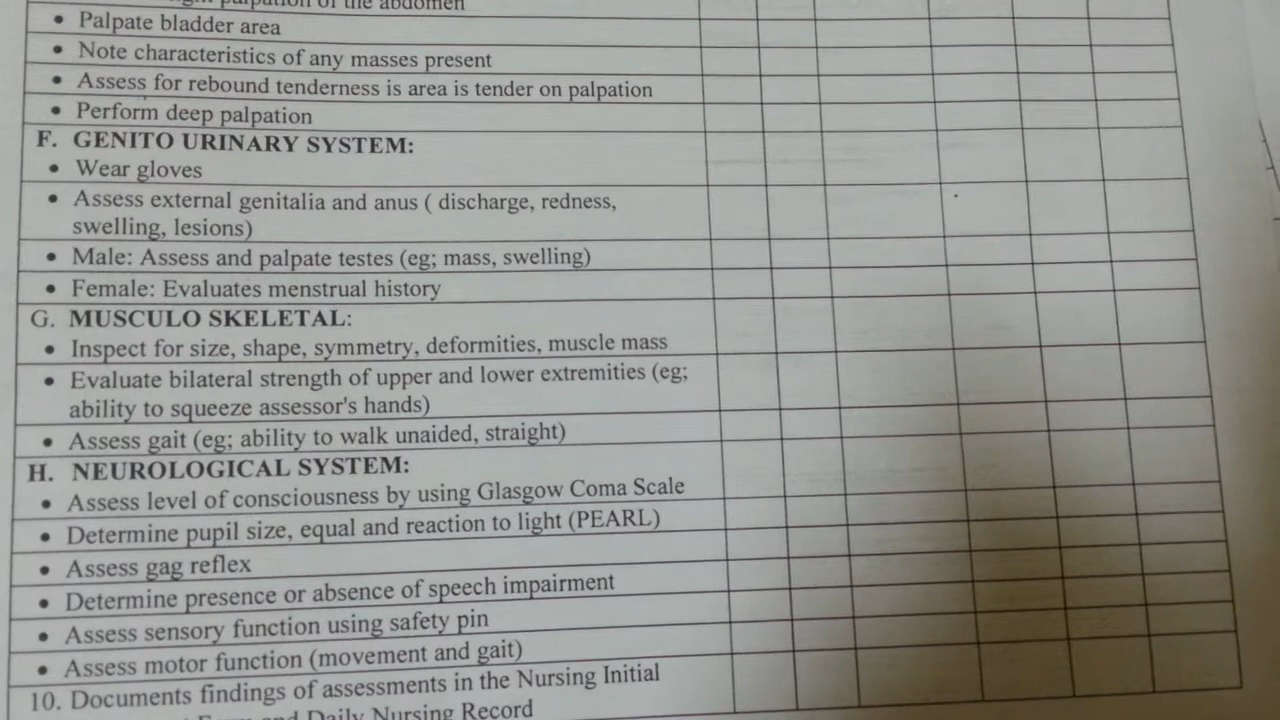 of the abdomen
• Palpate bladder area
• Note characteristics of any masses present
• Assess for rebound tenderness is area is tender on palpation
• Perform deep palpation
F. GENITO URINARY SYSTEM:
• Wear gloves
• Assess external genitalia and anus ( discharge, redness,
swelling, lesions)
• Male: Assess and palpate testes (eg; mass, swelling)
• Female: Evaluates menstrual history
G. MUSCULO SKELETAL:
• Inspect for size, shape, symmetry, deformities, muscle mass
• Evaluate bilateral strength of upper and lower extremities (eg;
ability to squeeze assessor's hands)
• Assess gait (eg; ability to walk unaided, straight)
H. NEUROLOGICAL SYSTEM:
• Assess level of consciousness by using Glasgow Coma Scale
• Determine pupil size, equal and reaction to light (PEARL)
• Assess gag reflex
• Determine presence or absence of speech impairment
• Assess sensory function using safety pin
• Assess motor function (movement and gait)
10. Documents findings of assessments in the Nursing Initial
and Daily Nursing Record